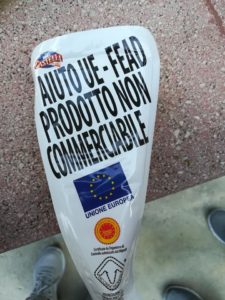 AIUTO UE - FEAD
PRODOTTO NON
COMMERCIABILE
UNIONE EUROPEA